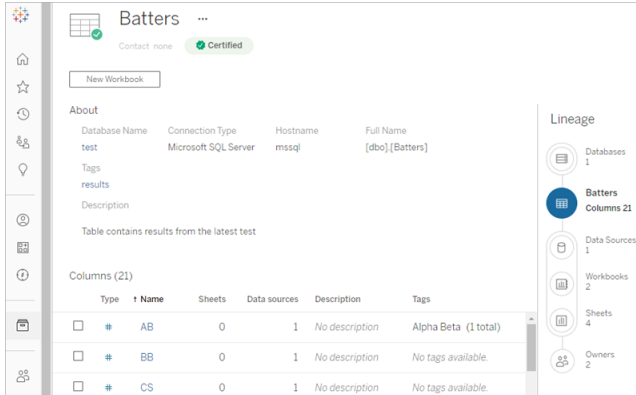 Batters ...
Contact none Certified
New Workbook
About
Database Name Connection Type Hostname Full Name
test Microsoft SQL Server mssql [dbo].[Batters]
Tags
results
Description
Table contains results from the latest test
Columns (21)
Type ↑ Name Sheets Data sources Description Tags
# AB 0 1 No description Alpha Beta (1 total)
# BB 0 1 No description No tags available.
# CS 0 1 No description No tags available.
Lineage
Databases
1
Batters
Columns 21
Data Sources
1
Workbooks
2
Sheets
4
Owners
2